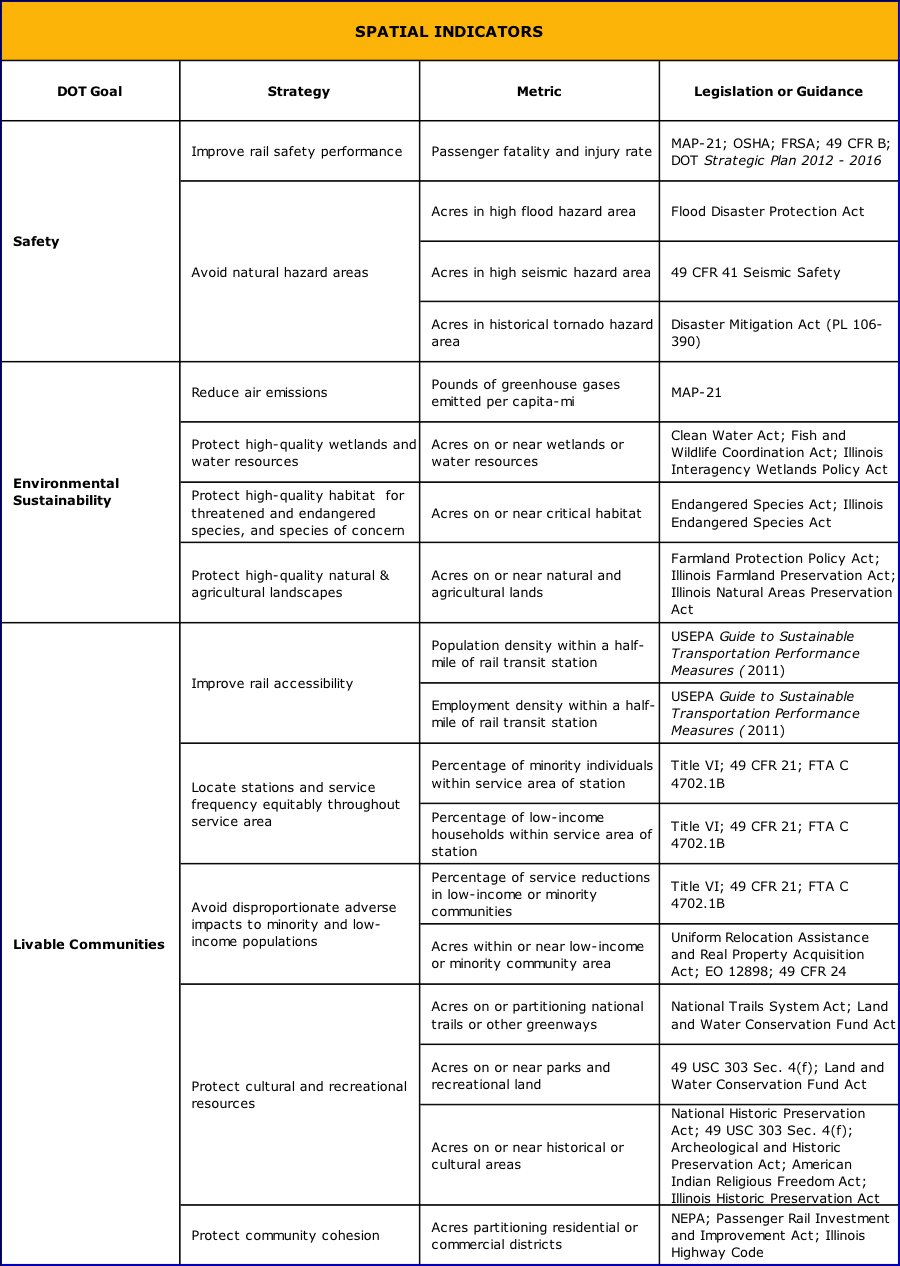 SPATIAL INDICATORS
DOT Goal
Strategy
Metric
Legislation or Guidance
Safety
Improve rail safety performance
Passenger fatality and injury rate
MAP-21; OSHA; FRSA; 49 CFR B;
DOT Strategic Plan 2012 - 2016
Avoid natural hazard areas
Acres in high flood hazard area
Flood Disaster Protection Act
Acres in high seismic hazard area
49 CFR 41 Seismic Safety
Acres in historical tornado hazard
area
Disaster Mitigation Act (PL 106-
390)
Environmental
Sustainability
Reduce air emissions
Pounds of greenhouse gases
emitted per capita-mi
MAP-21
Protect high-quality wetlands and
water resources
Acres on or near wetlands or
water resources
Clean Water Act; Fish and
Wildlife Coordination Act; Illinois
Interagency Wetlands Policy Act
Protect high-quality habitat  for
threatened and endangered
species, and species of concern
Acres on or near critical habitat
Endangered Species Act; Illinois
Endangered Species Act
Protect high-quality natural &
agricultural landscapes
Acres on or near natural and
agricultural lands
Farmland Protection Policy Act;
Illinois Farmland Preservation Act;
Illinois Natural Areas Preservation
Act
Livable Communities
Improve rail accessibility
Population density within a half-
mile of rail transit station
USEPA Guide to Sustainable
Transportation Performance
Measures (2011)
Employment density within a half-
mile of rail transit station
USEPA Guide to Sustainable
Transportation Performance
Measures (2011)
Locate stations and service
frequency equitably throughout
service area
Percentage of minority individuals
within service area of station
Title VI; 49 CFR 21; FTA C
4702.1B
Percentage of low-income
households within service area of
station
Title VI; 49 CFR 21; FTA C
4702.1B
Avoid disproportionate adverse
impacts to minority and low-
income populations
Percentage of service reductions
in low-income or minority
communities
Title VI; 49 CFR 21; FTA C
4702.1B
Acres within or near low-income
or minority community area
Uniform Relocation Assistance
and Real Property Acquisition
Act; EO 12898; 49 CFR 24
Protect cultural and recreational
resources
Acres on or partitioning national
trails or other greenways
National Trails System Act; Land
and Water Conservation Fund Act
Acres on or near parks and
recreational land
49 USC 303 Sec. 4(f); Land and
Water Conservation Fund Act
Acres on or near historical or
cultural areas
National Historic Preservation
Act; 49 USC 303 Sec. 4(f);
Archeological and Historic
Preservation Act; American
Indian Religious Freedom Act;
Illinois Historic Preservation Act
Protect community cohesion
Acres partitioning residential or
commercial districts
NEPA; Passenger Rail Investment
and Improvement Act; Illinois
Highway Code